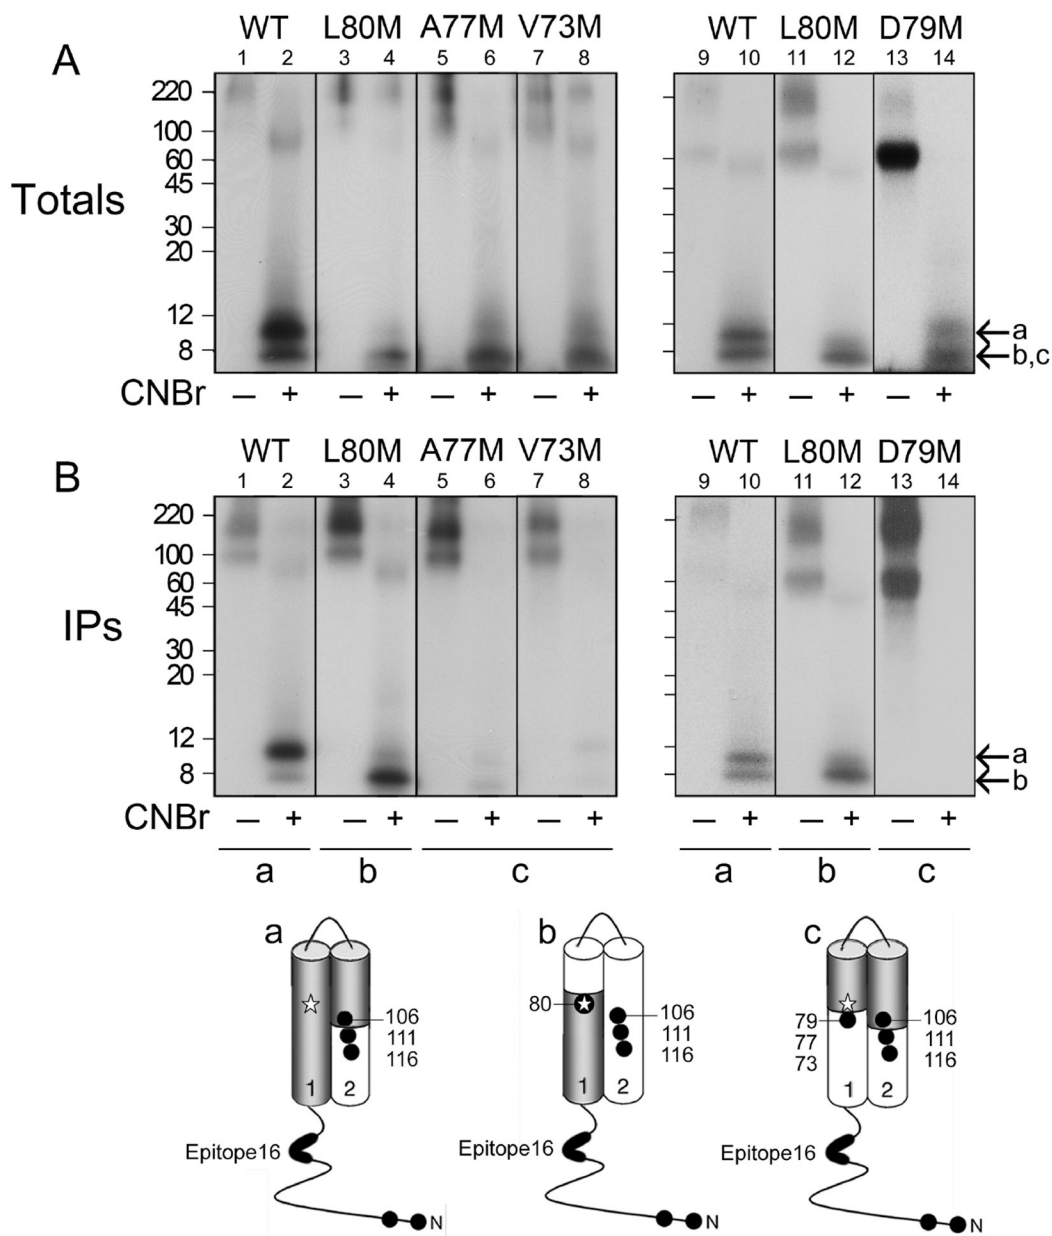 WT L80M A77M V73M WT L80M D79M
A 1 2 3 4 5 6 7 8 9 10 11 12 13 14
Totals
220
100
60
45
30
20
12
8
a
b,c
CNBr — + — + — + — + — + — + — +
WT L80M A77M V73M WT L80M D79M
B 1 2 3 4 5 6 7 8 9 10 11 12 13 14
IPs
220
100
60
45
30
20
12
8
a
b
CNBr — + — + — + — + — + — + — +
a b c a b c
a
106
111
116
1 2
Epitope16
N
b
80
106
111
116
1 2
Epitope16
N
c
79 106
77 111
73 116
1 2
Epitope16
N